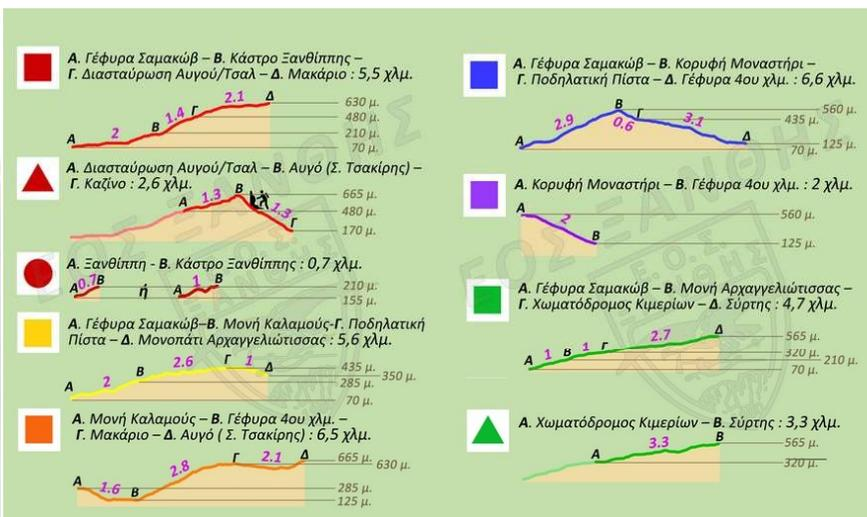 Α. Γέφυρα Σαμακώβ – Β. Κάστρο Ξανθίππης –
Γ. Διασταύρωση Αυγού/Τσαλ – Δ. Μακάριο : 5,5 χλμ.
Α 2 Β 1.4 Γ 2.1 Δ
630 μ.
480 μ.
210 μ.
70 μ.
Α. Διασταύρωση Αυγού/Τσαλ – Β. Αυγό (Σ. Τσακίρης) –
Γ. Καζίνο : 2,6 χλμ.
Α 1.3 Β 1.3 Γ
665 μ.
480 μ.
170 μ.
Α. Ξανθίππη - Β. Κάστρο Ξανθίππης : 0,7 χλμ.
Α 0.7 Β ή Α 1 Β
210 μ.
155 μ.
Α. Γέφυρα Σαμακώβ–Β. Μονή Καλαμούς-Γ. Ποδηλατική
Πίστα – Δ. Μονοπάτι Αρχαγγελιώτισσας : 5,6 χλμ.
Α 2 Β 2.6 Γ 1 Δ
435 μ.
350 μ.
285 μ.
70 μ.
Α. Μονή Καλαμούς – Β. Γέφυρα 4ου χλμ. –
Γ. Μακάριο – Δ. Αυγό ( Σ. Τσακίρης) : 6,5 χλμ.
Α 1.6 Β 2.8 Γ 2.1 Δ
665 μ.
630 μ.
285 μ.
125 μ.
Α. Γέφυρα Σαμακώβ – Β. Κορυφή Μοναστήρι –
Γ. Ποδηλατική Πίστα – Δ. Γέφυρα 4ου χλμ. : 6,6 χλμ.
Α 2.9 Β 0.6 Γ 3.1 Δ
560 μ.
435 μ.
125 μ.
70 μ.
Α. Κορυφή Μοναστήρι – Β. Γέφυρα 4ου χλμ. : 2 χλμ.
Α 2 Β
560 μ.
125 μ.
Α. Γέφυρα Σαμακώβ – Β. Μονή Αρχαγγελιώτισσας –
Γ. Χωματόδρομος Κιμερίων – Δ. Σύρτης : 4,7 χλμ.
Α 1 Β 1 Γ 2.7 Δ
565 μ.
320 μ.
210 μ.
70 μ.
Α. Χωματόδρομος Κιμερίων – Β. Σύρτης : 3,3 χλμ.
Α 3.3 Β
565 μ.
320 μ.
ΕΟΣ ΞΑΝΘΗΣ
ΕΟΣ ΞΑΝΘΗΣ